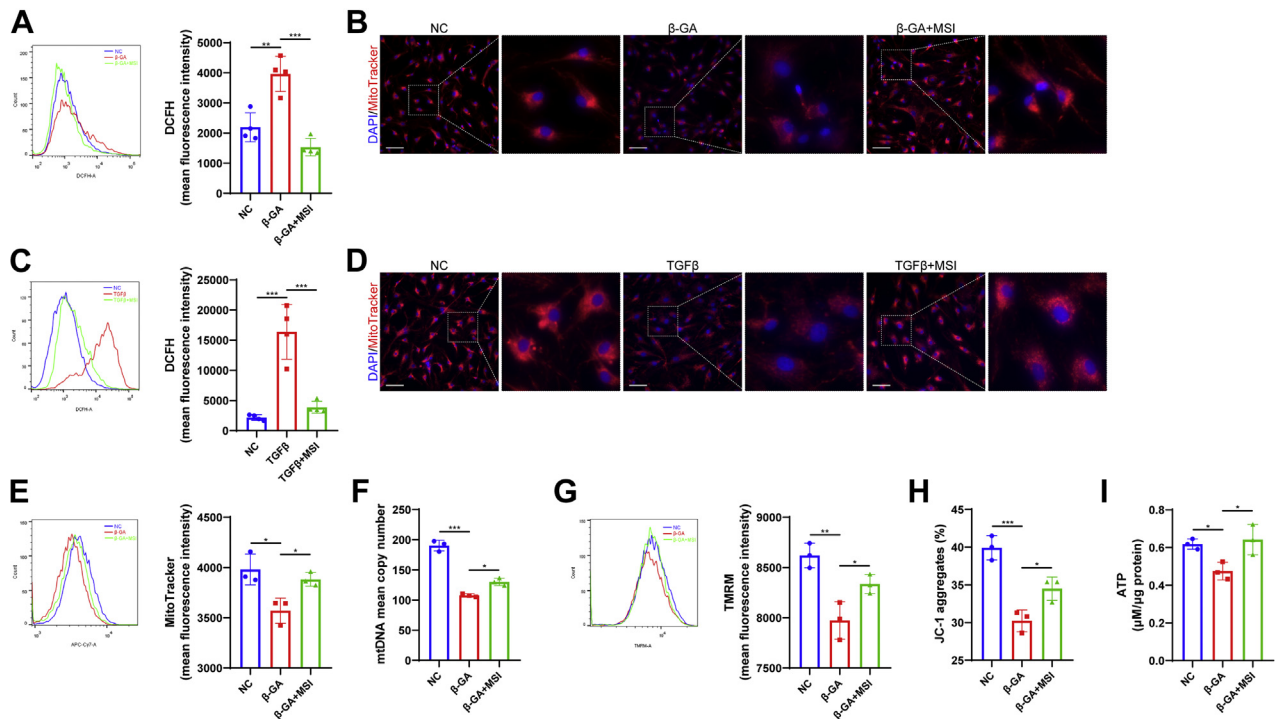 A
NC
β-GA
β-GA+MSI
Count
DCFH-A
DCFH
(mean fluorescence intensity)
5000
4000
3000
2000
1000
0
**
***
NC
β-GA
β-GA+MSI
B
NC
β-GA
β-GA+MSI
DAPI/MitoTracker
C
NC
TGFβ
TGFβ+MSI
Count
DCFH-A
DCFH
(mean fluorescence intensity)
25000
20000
15000
10000
5000
0
***
***
NC
TGFβ
TGFβ+MSI
D
NC
TGFβ
TGFβ+MSI
DAPI/MitoTracker
E
NC
β-GA
β-GA+MSI
Count
APC-Cy7-A
MitoTracker
(mean fluorescence intensity)
4500
4000
3500
3000
*
*
NC
β-GA
β-GA+MSI
F
mtDNA mean copy number
250
200
150
100
50
0
***
*
NC
β-GA
β-GA+MSI
G
NC
β-GA
β-GA+MSI
Count
TMRM-A
TMRM
(mean fluorescence intensity)
9000
8500
8000
7500
**
*
NC
β-GA
β-GA+MSI
H
JC-1 aggregates (%)
45
40
35
30
25
***
*
NC
β-GA
β-GA+MSI
I
ATP
(μM/μg protein)
0.8
0.6
0.4
0.2
0.0
*
*
NC
β-GA
β-GA+MSI